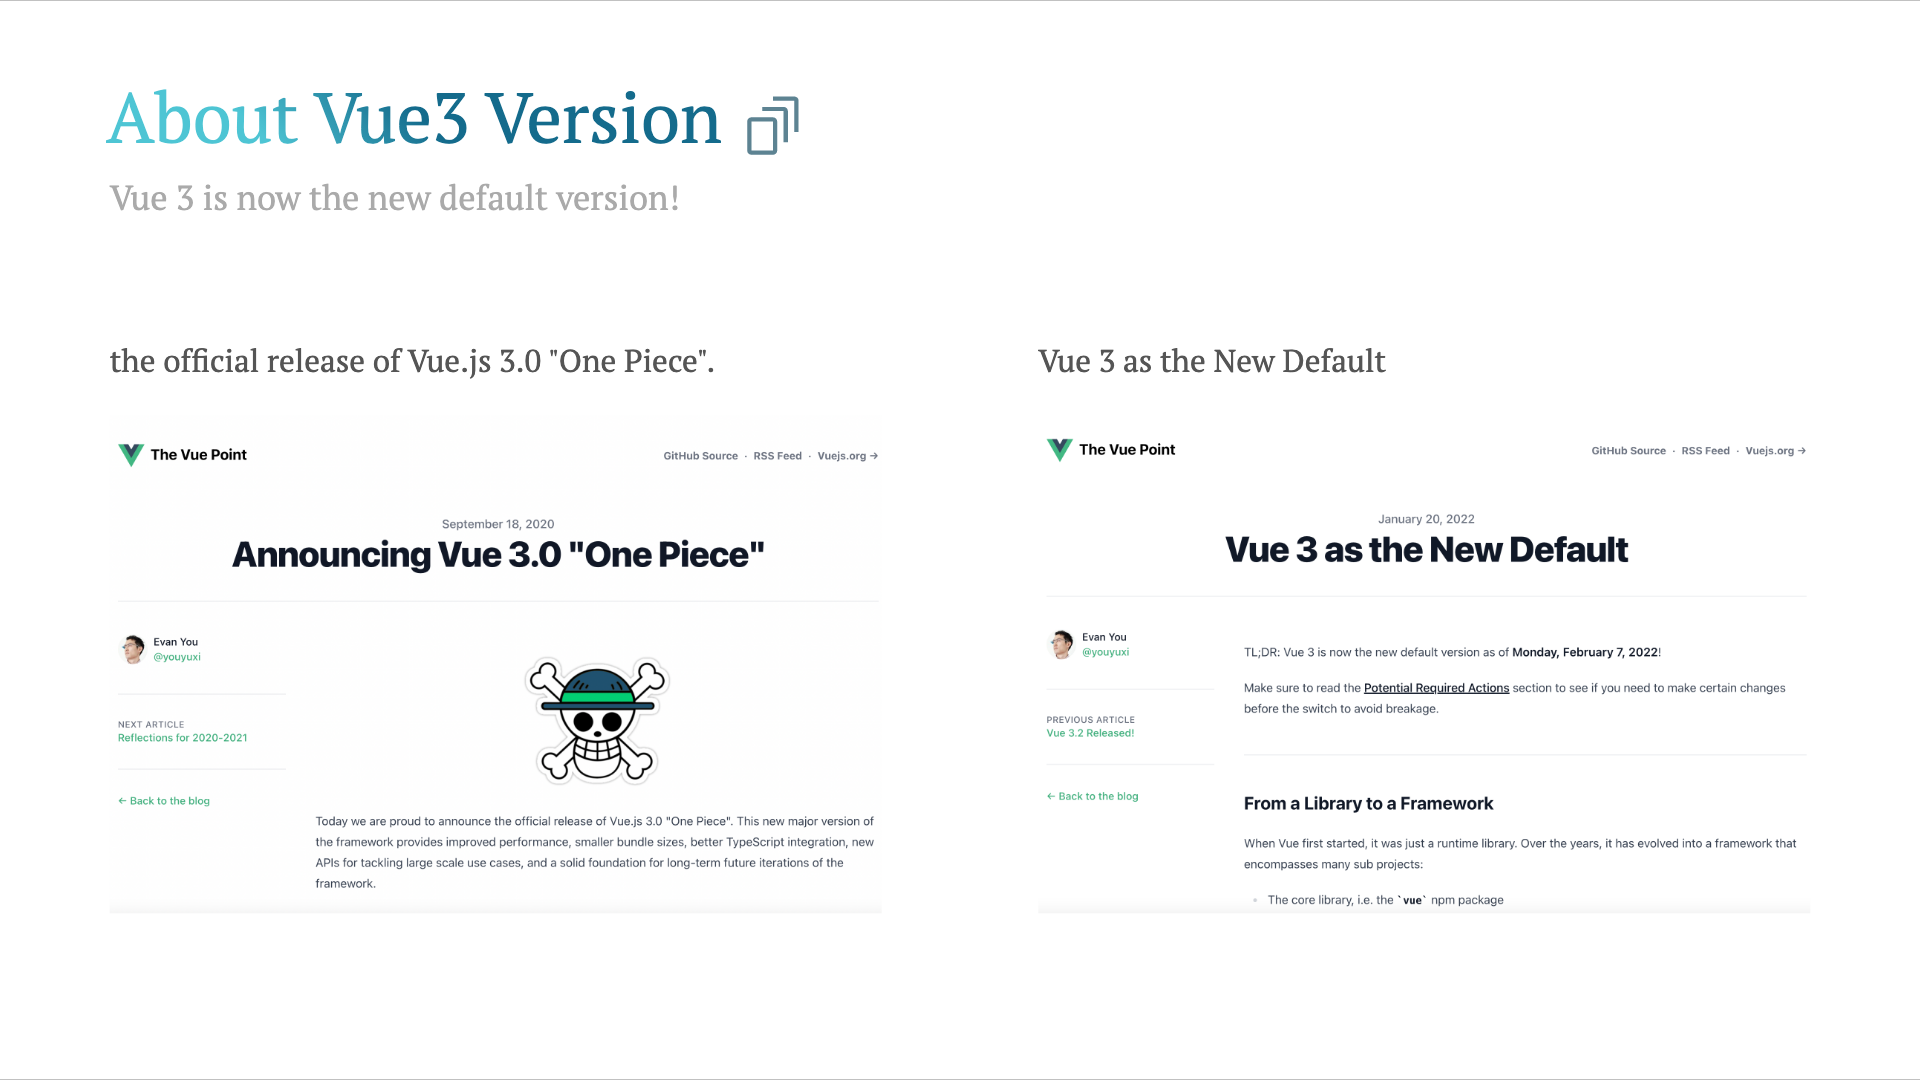 About Vue3 Version
Vue 3 is now the new default version!
the official release of Vue.js 3.0 "One Piece".
The Vue Point
GitHub Source · RSS Feed · Vuejs.org →
September 18, 2020
Announcing Vue 3.0 "One Piece"
Evan You
@youyuxi
NEXT ARTICLE
Reflections for 2020-2021
← Back to the blog
Today we are proud to announce the official release of Vue.js 3.0 "One Piece". This new major version of
the framework provides improved performance, smaller bundle sizes, better TypeScript integration, new
APIs for tackling large scale use cases, and a solid foundation for long-term future iterations of the
framework.
Vue 3 as the New Default
The Vue Point
GitHub Source · RSS Feed · Vuejs.org →
January 20, 2022
Vue 3 as the New Default
Evan You
@youyuxi
PREVIOUS ARTICLE
Vue 3.2 Released!
← Back to the blog
TL;DR: Vue 3 is now the new default version as of Monday, February 7, 2022!
Make sure to read the Potential Required Actions section to see if you need to make certain changes
before the switch to avoid breakage.
From a Library to a Framework
When Vue first started, it was just a runtime library. Over the years, it has evolved into a framework that
encompasses many sub projects:
• The core library, i.e. the `vue` npm package